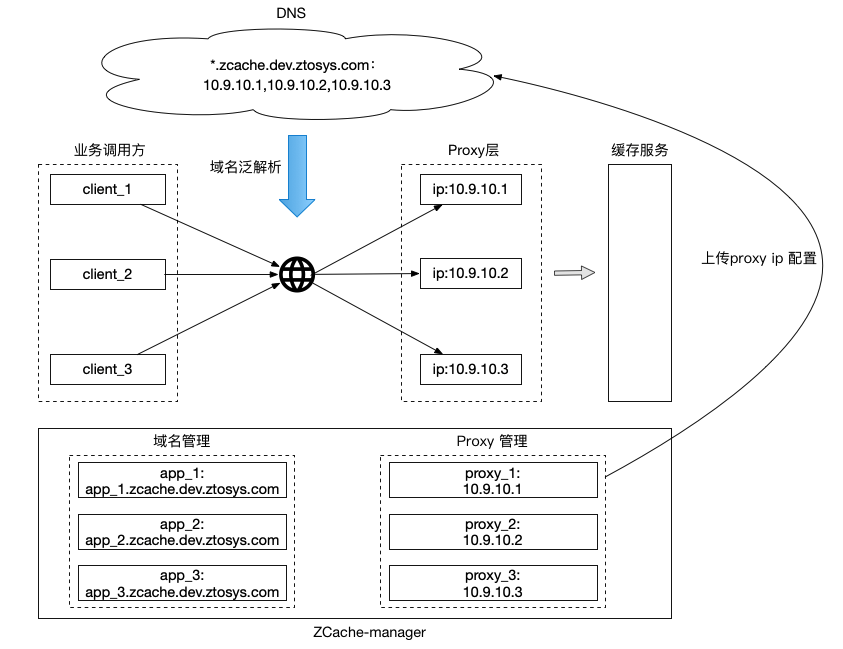 DNS
*.zcache.dev.ztosys.com：
10.9.10.1,10.9.10.2,10.9.10.3
业务调用方
域名泛解析
Proxy层
缓存服务
client_1
ip:10.9.10.1
client_2
ip:10.9.10.2
上传proxy ip 配置
client_3
ip:10.9.10.3
域名管理
Proxy 管理
app_1:
app_1.zcache.dev.ztosys.com
proxy_1:
10.9.10.1
app_2:
app_2.zcache.dev.ztosys.com
proxy_2:
10.9.10.2
app_3:
app_3.zcache.dev.ztosys.com
proxy_3:
10.9.10.3
ZCache-manager